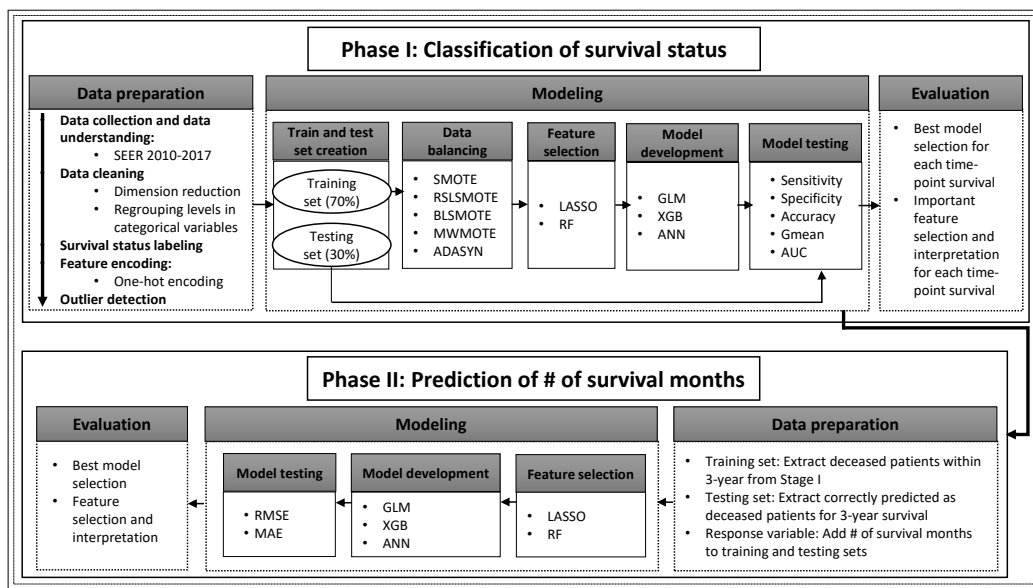 Phase I: Classification of survival status
Data preparation
Data collection and data
understanding:
• SEER 2010-2017
Data cleaning
• Dimension reduction
• Regrouping levels in
categorical variables
Survival status labeling
Feature encoding:
• One-hot encoding
Outlier detection
Modeling
Train and test
set creation
Training
set (70%)
Testing
set (30%)
Data
balancing
• SMOTE
• RSLSMOTE
• BLSMOTE
• MWMOTE
• ADASYN
Feature
selection
• LASSO
• RF
Model
development
• GLM
• XGB
• ANN
Model testing
• Sensitivity
• Specificity
• Accuracy
• Gmean
• AUC
Evaluation
• Best model
selection for
each time-
point survival
• Important
feature
selection and
interpretation
for each time-
point survival
Phase II: Prediction of # of survival months
Evaluation
• Best model
selection
• Feature
selection and
interpretation
Modeling
Model testing
• RMSE
• MAE
Model development
• GLM
• XGB
• ANN
Feature selection
• LASSO
• RF
Data preparation
• Training set: Extract deceased patients within
3-year from Stage I
• Testing set: Extract correctly predicted as
deceased patients for 3-year survival
• Response variable: Add # of survival months
to training and testing sets